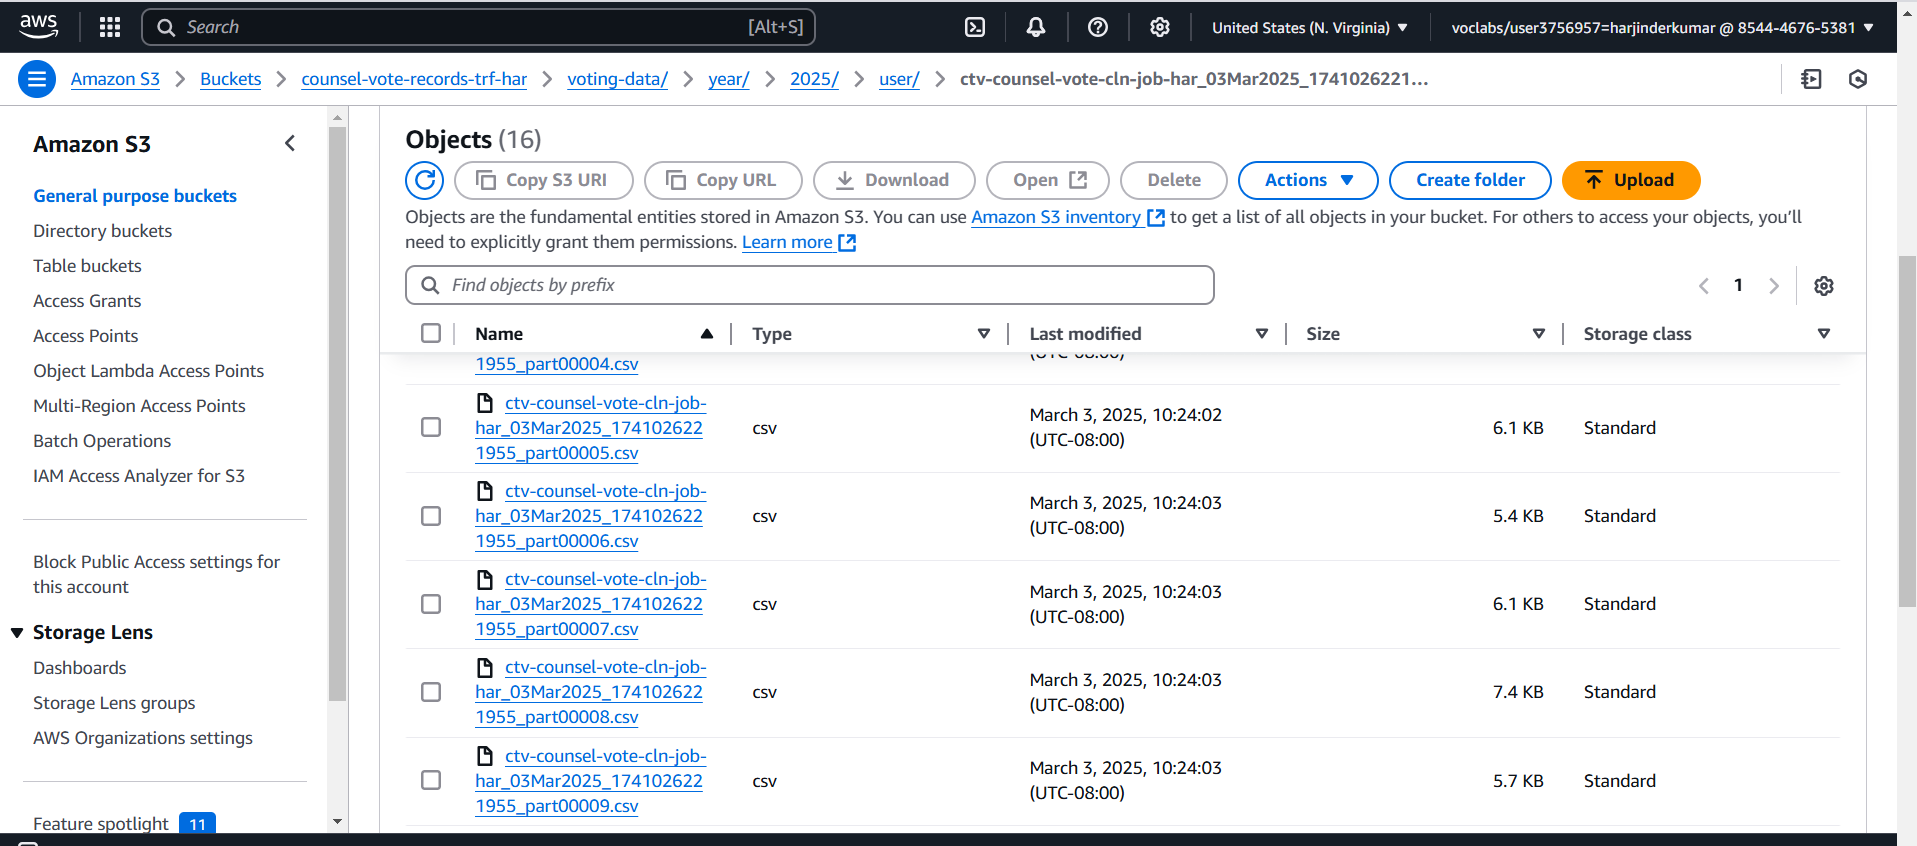 aws
Search
[Alt+S]
United States (N. Virginia)
voclabs/user3756957=harjinderkumar @ 8544-4676-5381
Amazon S3
Buckets
counsel-vote-records-trf-har
voting-data/
year/
2025/
user/
ctv-counsel-vote-cln-job-har_03Mar2025_1741026221...
Amazon S3
General purpose buckets
Directory buckets
Table buckets
Access Grants
Access Points
Object Lambda Access Points
Multi-Region Access Points
Batch Operations
IAM Access Analyzer for S3
Block Public Access settings for
this account
Storage Lens
Dashboards
Storage Lens groups
AWS Organizations settings
Feature spotlight 11
Objects (16)
Copy S3 URI
Copy URL
Download
Open
Delete
Actions
Create folder
Upload
Objects are the fundamental entities stored in Amazon S3. You can use Amazon S3 inventory to get a list of all objects in your bucket. For others to access your objects, you’ll
need to explicitly grant them permissions. Learn more
Find objects by prefix
1
Name
Type
Last modified
Size
Storage class
1955_part00004.csv
(UTC-08:00)
ctv-counsel-vote-cln-job-
har_03Mar2025_174102622
1955_part00005.csv
csv
March 3, 2025, 10:24:02
(UTC-08:00)
6.1 KB
Standard
ctv-counsel-vote-cln-job-
har_03Mar2025_174102622
1955_part00006.csv
csv
March 3, 2025, 10:24:03
(UTC-08:00)
5.4 KB
Standard
ctv-counsel-vote-cln-job-
har_03Mar2025_174102622
1955_part00007.csv
csv
March 3, 2025, 10:24:03
(UTC-08:00)
6.1 KB
Standard
ctv-counsel-vote-cln-job-
har_03Mar2025_174102622
1955_part00008.csv
csv
March 3, 2025, 10:24:03
(UTC-08:00)
7.4 KB
Standard
ctv-counsel-vote-cln-job-
har_03Mar2025_174102622
1955_part00009.csv
csv
March 3, 2025, 10:24:03
(UTC-08:00)
5.7 KB
Standard